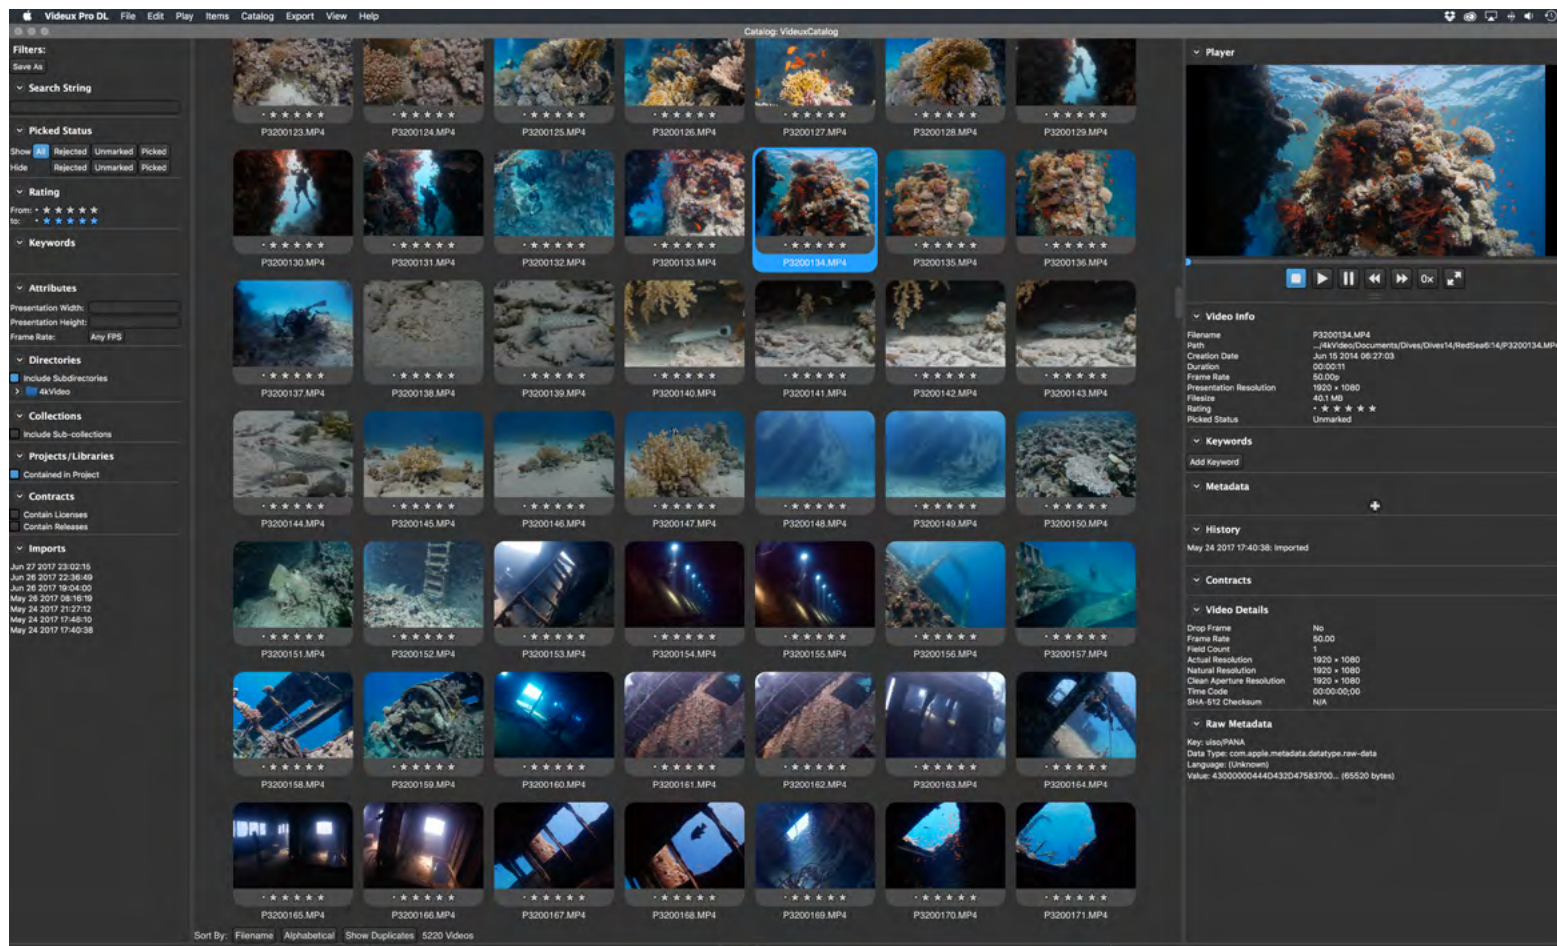 Videux Pro DL File Edit Play Items Catalog Export View Help
Catalog: VideuxCatalog
Filters:
Save As
Search String
Picked Status
Show All Rejected Unmarked Picked
Hide Rejected Unmarked Picked
Rating
From:
to:
Keywords
Attributes
Presentation Width:
Presentation Height:
Frame Rate: Any FPS
Directories
Include Subdirectories
4kVideo
Collections
Include Sub-collections
Projects/Libraries
Contained in Project
Contracts
Contain Licenses
Contain Releases
Imports
Jun 27 2017 23:02:15
Jun 26 2017 22:36:49
Jun 26 2017 19:04:00
May 26 2017 08:16:19
May 24 2017 21:27:12
May 24 2017 17:48:10
May 24 2017 17:40:38
P3200123.MP4 P3200124.MP4 P3200125.MP4 P3200126.MP4 P3200127.MP4 P3200128.MP4 P3200129.MP4
P3200130.MP4 P3200131.MP4 P3200132.MP4 P3200133.MP4 P3200134.MP4 P3200135.MP4 P3200136.MP4
P3200137.MP4 P3200138.MP4 P3200139.MP4 P3200140.MP4 P3200141.MP4 P3200142.MP4 P3200143.MP4
P3200144.MP4 P3200145.MP4 P3200146.MP4 P3200147.MP4 P3200148.MP4 P3200149.MP4 P3200150.MP4
P3200151.MP4 P3200152.MP4 P3200153.MP4 P3200154.MP4 P3200155.MP4 P3200156.MP4 P3200157.MP4
P3200158.MP4 P3200159.MP4 P3200160.MP4 P3200161.MP4 P3200162.MP4 P3200163.MP4 P3200164.MP4
P3200165.MP4 P3200166.MP4 P3200167.MP4 P3200168.MP4 P3200169.MP4 P3200170.MP4 P3200171.MP4
Sort By: Filename Alphabetical Show Duplicates 5220 Videos
Player
0x
Video Info
Filename P3200134.MP4
Path .../4kVideo/Documents/Dives/Dives14/RedSea6:14/P3200134.MP4
Creation Date Jun 15 2014 06:27:03
Duration 00:00:11
Frame Rate 50.00p
Presentation Resolution 1920 × 1080
Filesize 40.1 MB
Rating
Picked Status Unmarked
Keywords
Add Keyword
Metadata
History
May 24 2017 17:40:38: Imported
Contracts
Video Details
Drop Frame No
Frame Rate 50.00
Field Count 1
Actual Resolution 1920 × 1080
Natural Resolution 1920 × 1080
Clean Aperture Resolution 1920 × 1080
Time Code 00:00:00;00
SHA-512 Checksum N/A
Raw Metadata
Key: uiso/PANA
Data Type: com.apple.metadata.datatype.raw-data
Language: (Unknown)
Value: 43000000444D432D47583700... (65520 bytes)